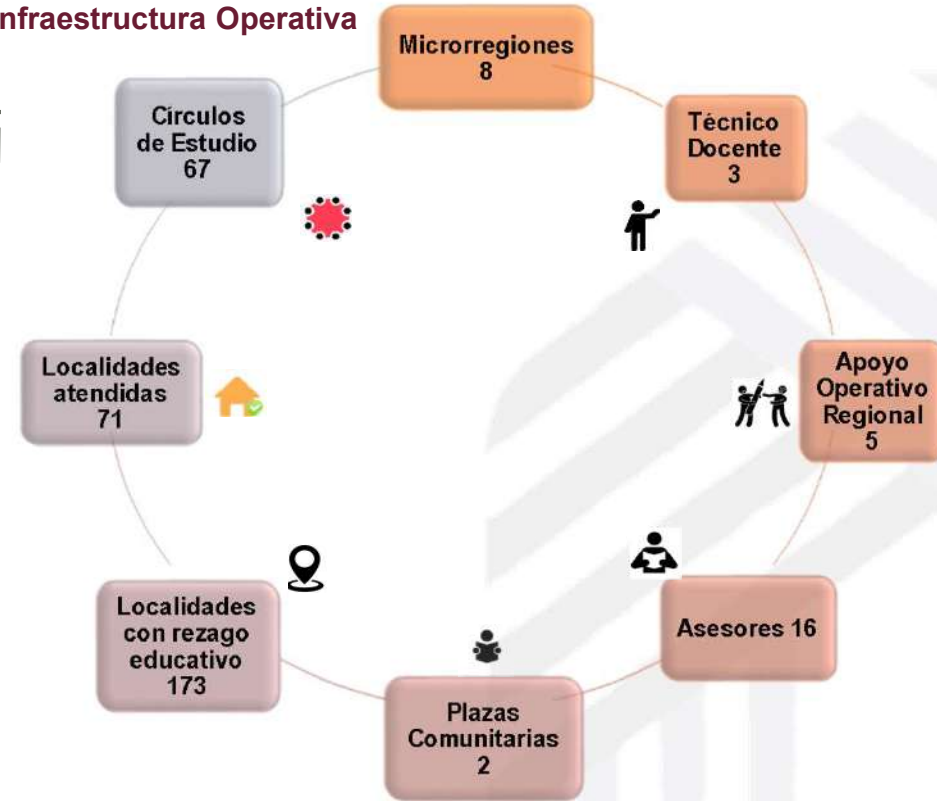 nfraestructura Operativa
Microrregiones
8
Técnico
Docente
3
Apoyo
Operativo
Regional
5
Asesores 16
Plazas
Comunitarias
2
Localidades
con rezago
educativo
173
Localidades
atendidas
71
Círculos
de Estudio
67